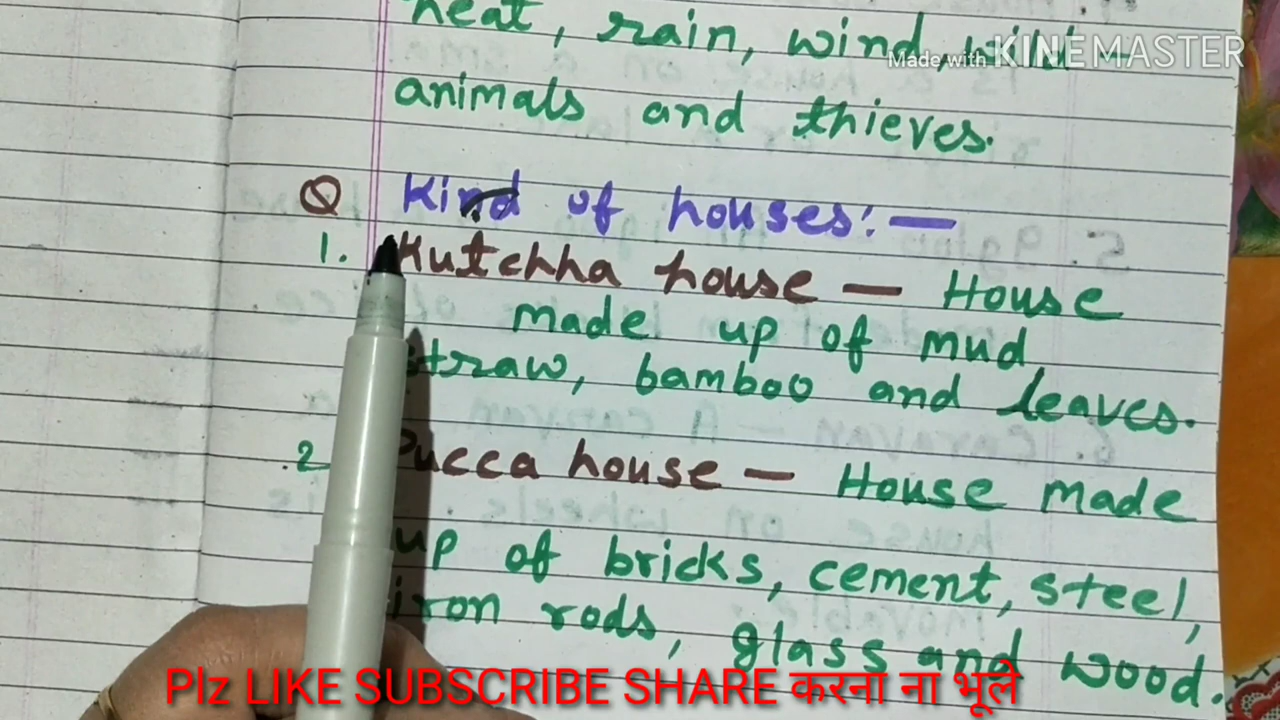 heat, rain, wind, wild -
Made with KINEMASTER
animals and thieves.
Q Kind of houses:—
1. Kutchha house — House
made up of mud
straw, bamboo and leaves.
2 Pucca house — House made
up of bricks, cement, steel,
iron rods, glass and wood.
Plz LIKE SUBSCRIBE SHARE करना ना भूले